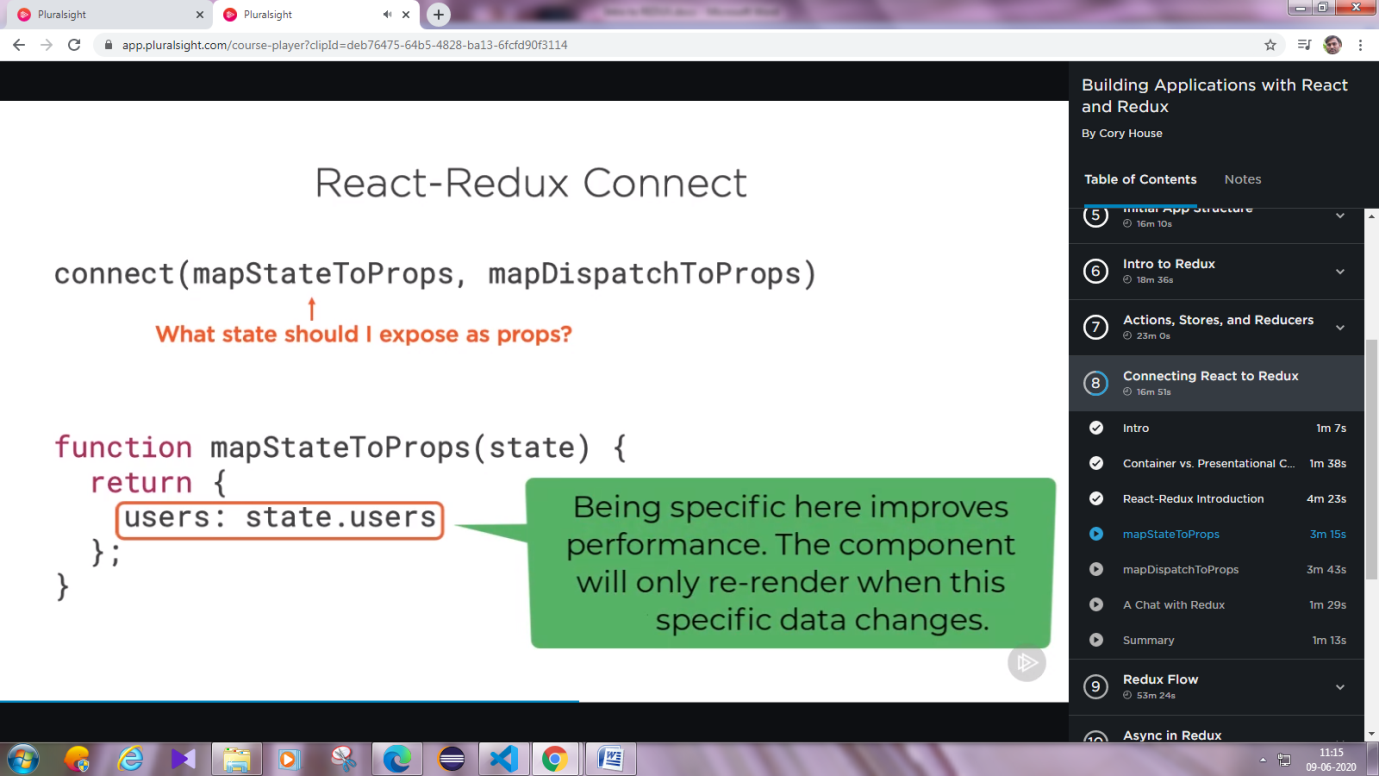 Pluralsight
Pluralsight
app.pluralsight.com/course-player?clipId=deb76475-64b5-4828-ba13-6fcfd90f3114
React-Redux Connect
connect(mapStateToProps, mapDispatchToProps)
What state should I expose as props?
function mapStateToProps(state) {
return {
users: state.users
};
}
Being specific here improves
performance. The component
will only re-render when this
specific data changes.
Building Applications with React
and Redux
By Cory House
Table of Contents
Notes
5 Initial App Structure
16m 10s
6 Intro to Redux
18m 36s
7 Actions, Stores, and Reducers
23m 0s
8 Connecting React to Redux
16m 51s
Intro 1m 7s
Container vs. Presentational C... 1m 38s
React-Redux Introduction 4m 23s
mapStateToProps 3m 15s
mapDispatchToProps 3m 43s
A Chat with Redux 1m 29s
Summary 1m 13s
9 Redux Flow
53m 24s
10 Async in Redux
11:15
09-06-2020